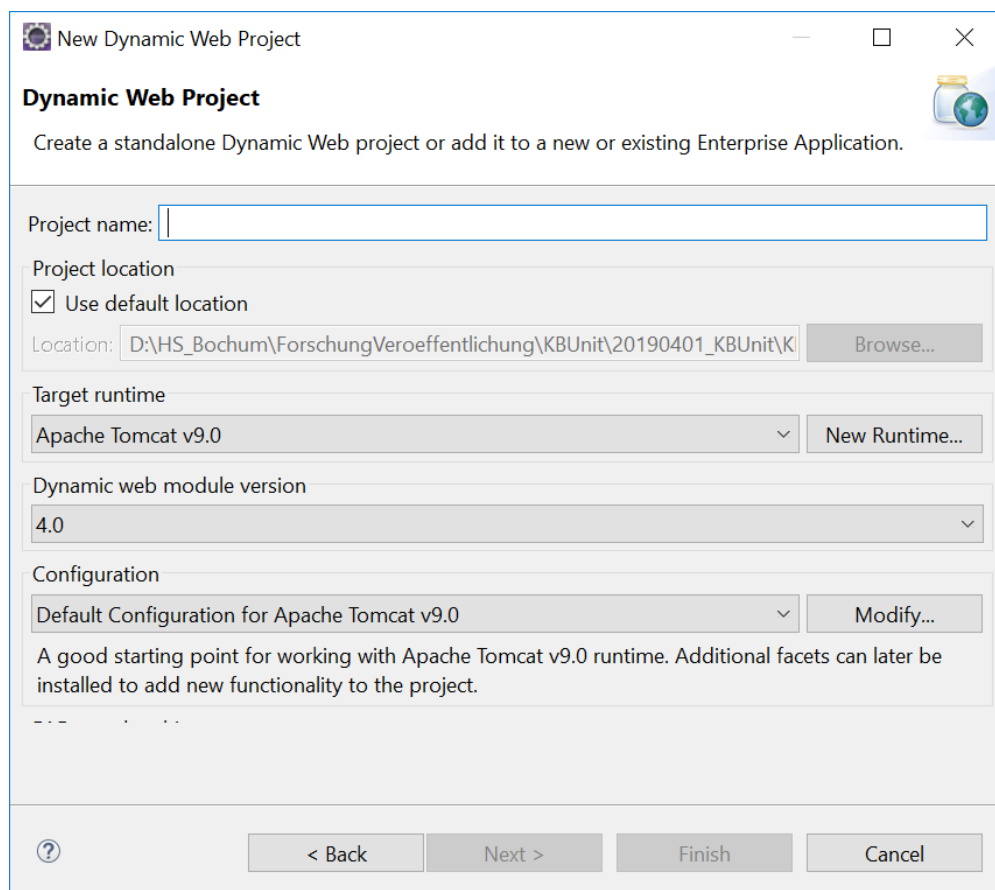 New Dynamic Web Project
Dynamic Web Project
Create a standalone Dynamic Web project or add it to a new or existing Enterprise Application.
Project name:
Project location
Use default location
Location: D:\HS_Bochum\ForschungVeroeffentlichung\KBUnit\20190401_KBUnit\K
Browse...
Target runtime
Apache Tomcat v9.0
New Runtime...
Dynamic web module version
4.0
Configuration
Default Configuration for Apache Tomcat v9.0
Modify...
A good starting point for working with Apache Tomcat v9.0 runtime. Additional facets can later be
installed to add new functionality to the project.
? < Back Next > Finish Cancel